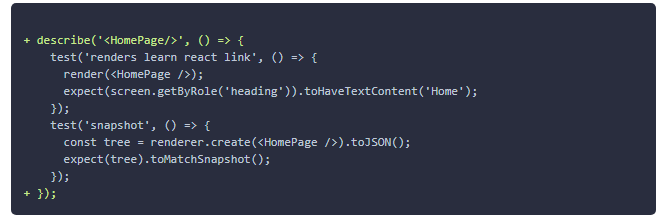 + describe('<HomePage/>', () => {
    test('renders learn react link', () => {
      render(<HomePage />);
      expect(screen.getByRole('heading')).toHaveTextContent('Home');
    });
    test('snapshot', () => {
      const tree = renderer.create(<HomePage />).toJSON();
      expect(tree).toMatchSnapshot();
    });
+ });